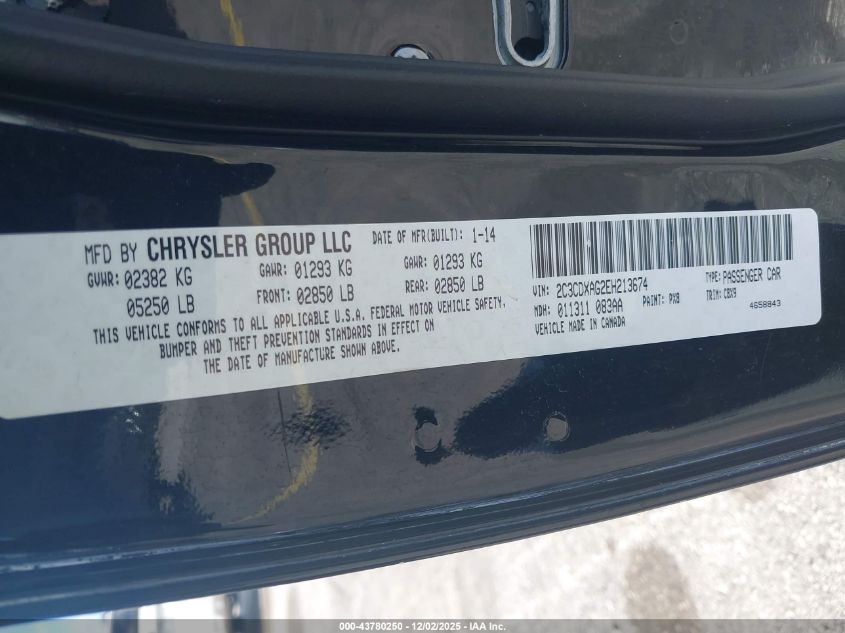 MFD BY CHRYSLER GROUP LLC DATE OF MFR(BUILT): 1-14
GVWR: 02382 KG GAWR: 01293 KG GAWR: 01293 KG
05250 LB FRONT: 02850 LB REAR: 02850 LB
THIS VEHICLE CONFORMS TO ALL APPLICABLE U.S.A. FEDERAL MOTOR VEHICLE SAFETY,
BUMPER AND THEFT PREVENTION STANDARDS IN EFFECT ON
THE DATE OF MANUFACTURE SHOWN ABOVE.
VIN: 2C3CDXAG2EH213674 TYPE: PASSENGER CAR
MDH: 011311 083AA PAINT: PX8 TRIM: CBX9
VEHICLE MADE IN CANADA 4658843
000-43780250 - 12/02/2025 - IAA Inc.